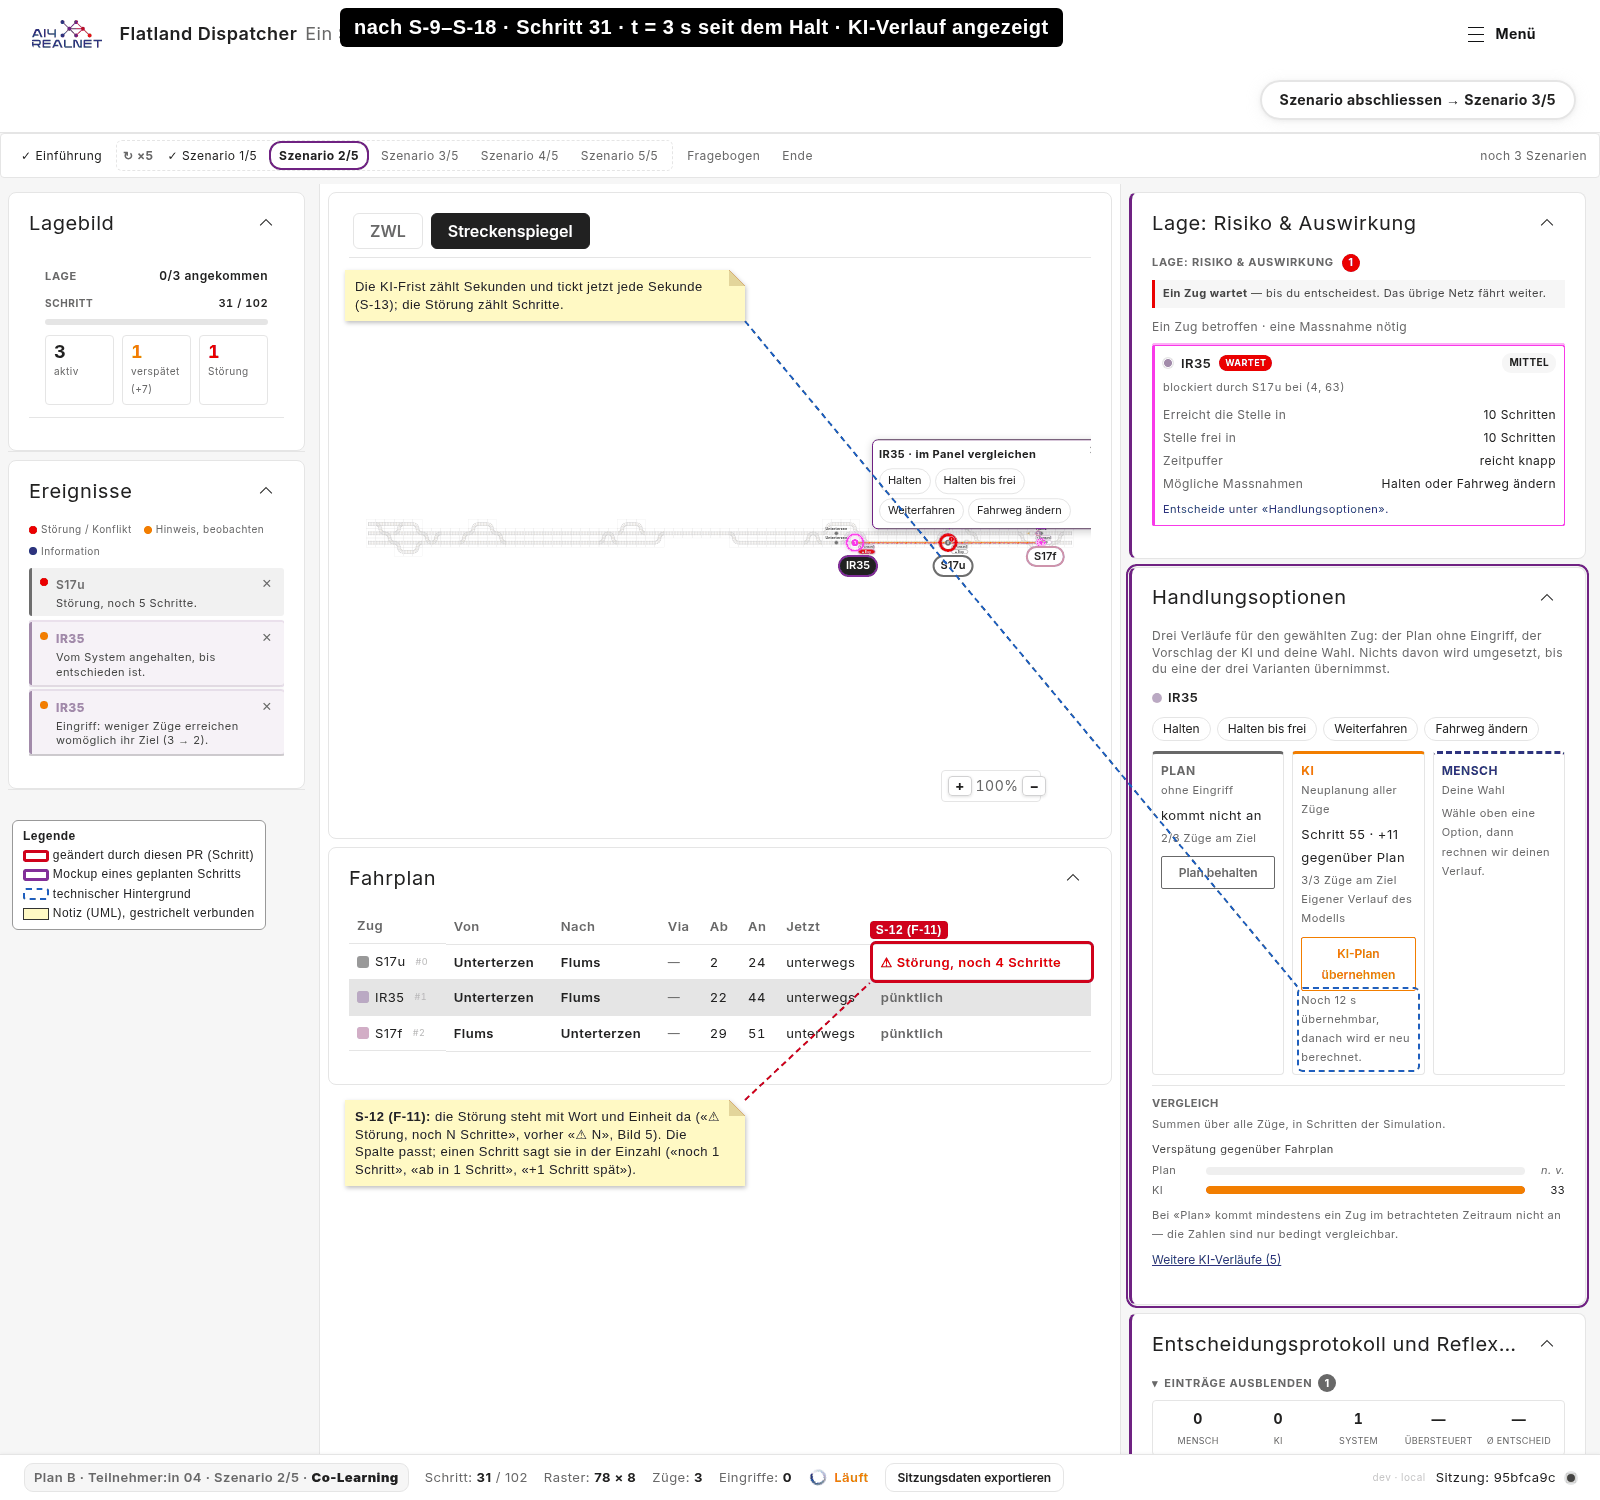 AI4
REALNET
Flatland Dispatcher Ein
nach S-9–S-18 · Schritt 31 · t = 3 s seit dem Halt · KI-Verlauf angezeigt
Menü
Szenario abschliessen → Szenario 3/5
✓ Einführung
↻ ×5
✓ Szenario 1/5
Szenario 2/5
Szenario 3/5
Szenario 4/5
Szenario 5/5
Fragebogen
Ende
noch 3 Szenarien
Lagebild
LAGE 0/3 angekommen
SCHRITT 31 / 102
3
aktiv
1
verspätet
(+7)
1
Störung
Ereignisse
Störung / Konflikt
Hinweis, beobachten
Information
S17u ×
Störung, noch 5 Schritte.
IR35 ×
Vom System angehalten, bis
entschieden ist.
IR35 ×
Eingriff: weniger Züge erreichen
womöglich ihr Ziel (3 → 2).
Legende
geändert durch diesen PR (Schritt)
Mockup eines geplanten Schritts
technischer Hintergrund
Notiz (UML), gestrichelt verbunden
ZWL
Streckenspiegel
Die KI-Frist zählt Sekunden und tickt jetzt jede Sekunde
(S-13); die Störung zählt Schritte.
IR35 · im Panel vergleichen
Halten
Halten bis frei
Weiterfahren
Fahrweg ändern
Unterterzen
Unterterzen
IR35
S17u
S17f
+ 100% −
Fahrplan
Zug Von Nach Via Ab An Jetzt
S-12 (F-11)
S17u #0 Unterterzen Flums — 2 24 unterwegs ⚠ Störung, noch 4 Schritte
IR35 #1 Unterterzen Flums — 22 44 unterwegs pünktlich
S17f #2 Flums Unterterzen — 29 51 unterwegs pünktlich
S-12 (F-11): die Störung steht mit Wort und Einheit da («⚠
Störung, noch N Schritte», vorher «⚠ N», Bild 5). Die
Spalte passt; einen Schritt sagt sie in der Einzahl («noch 1
Schritt», «ab in 1 Schritt», «+1 Schritt spät»).
Lage: Risiko & Auswirkung
LAGE: RISIKO & AUSWIRKUNG 1
Ein Zug wartet — bis du entscheidest. Das übrige Netz fährt weiter.
Ein Zug betroffen · eine Massnahme nötig
IR35 WARTET MITTEL
blockiert durch S17u bei (4, 63)
Erreicht die Stelle in 10 Schritten
Stelle frei in 10 Schritten
Zeitpuffer reicht knapp
Mögliche Massnahmen Halten oder Fahrweg ändern
Entscheide unter «Handlungsoptionen».
Handlungsoptionen
Drei Verläufe für den gewählten Zug: der Plan ohne Eingriff, der
Vorschlag der KI und deine Wahl. Nichts davon wird umgesetzt, bis
du eine der drei Varianten übernimmst.
IR35
Halten
Halten bis frei
Weiterfahren
Fahrweg ändern
PLAN
ohne Eingriff
kommt nicht an
2/3 Züge am Ziel
Plan behalten
KI
Neuplanung aller
Züge
Schritt 55 · +11
gegenüber Plan
3/3 Züge am Ziel
Eigener Verlauf des
Modells
KI-Plan
übernehmen
Noch 12 s
übernehmbar,
danach wird er neu
berechnet.
MENSCH
Deine Wahl
Wähle oben eine
Option, dann
rechnen wir deinen
Verlauf.
VERGLEICH
Summen über alle Züge, in Schritten der Simulation.
Verspätung gegenüber Fahrplan
Plan n. v.
KI 33
Bei «Plan» kommt mindestens ein Zug im betrachteten Zeitraum nicht an
— die Zahlen sind nur bedingt vergleichbar.
Weitere KI-Verläufe (5)
Entscheidungsprotokoll und Reflex...
▾ EINTRÄGE AUSBLENDEN 1
0
MENSCH
0
KI
1
SYSTEM
—
ÜBERSTEUERT
—
Ø ENTSCHEID
Plan B · Teilnehmer:in 04 · Szenario 2/5 · Co-Learning
Schritt: 31 / 102
Raster: 78 × 8
Züge: 3
Eingriffe: 0
Läuft
Sitzungsdaten exportieren
dev · local
Sitzung: 95bfca9c